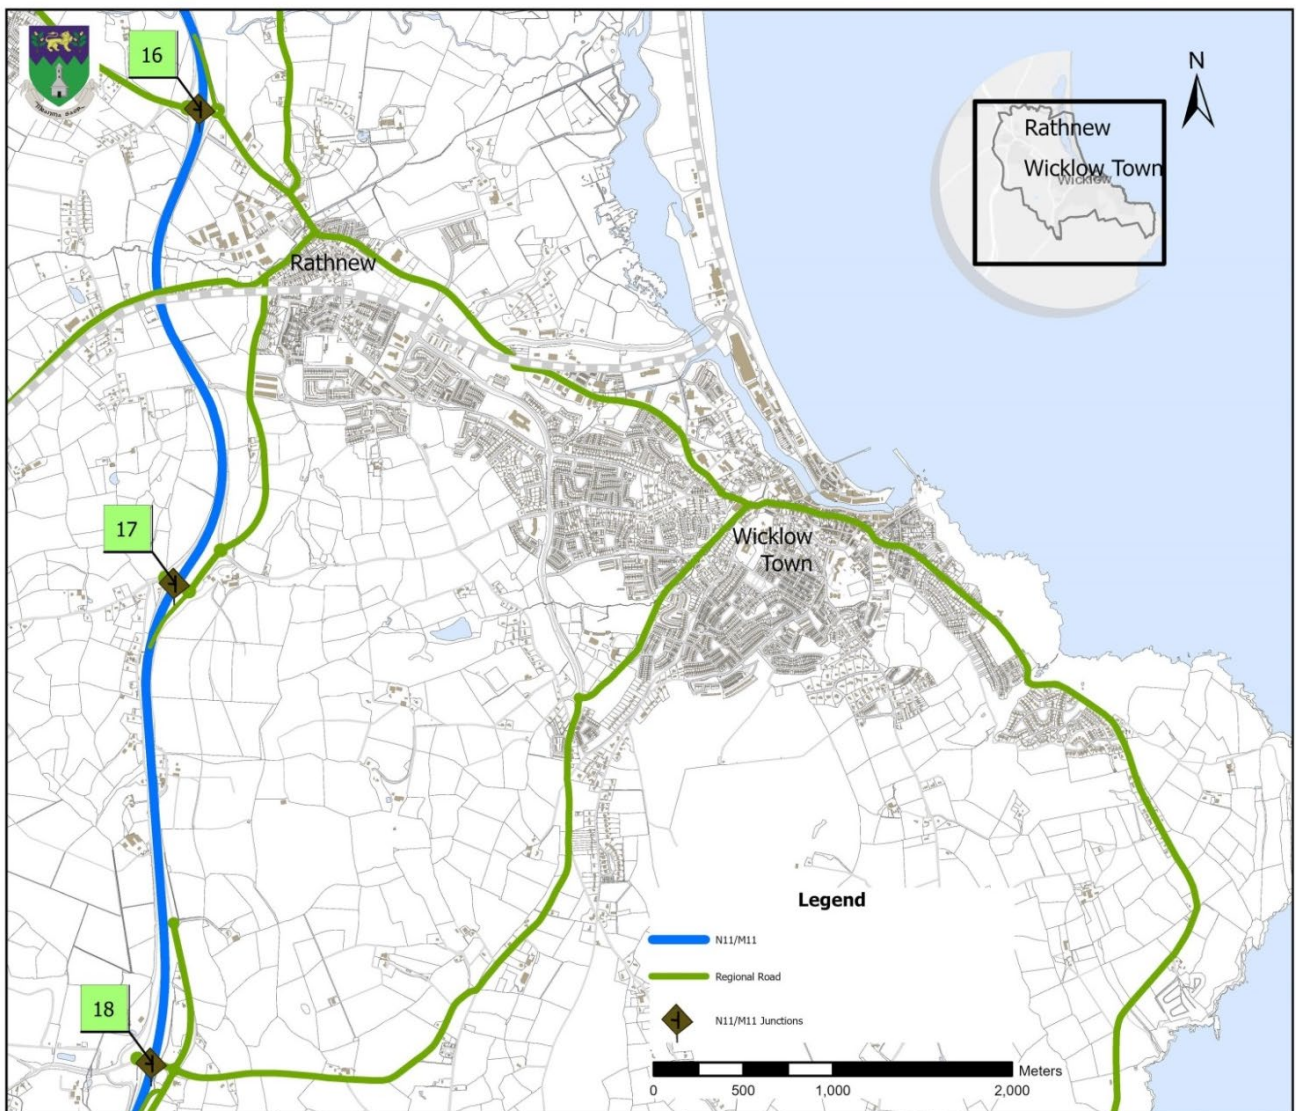 16
N
Rathnew
Wicklow Town
Wicklow
Rathnew
17
Wicklow
Town
Legend
N11/M11
Regional Road
18
N11/M11 Junctions
Meters
0 500 1,000 2,000